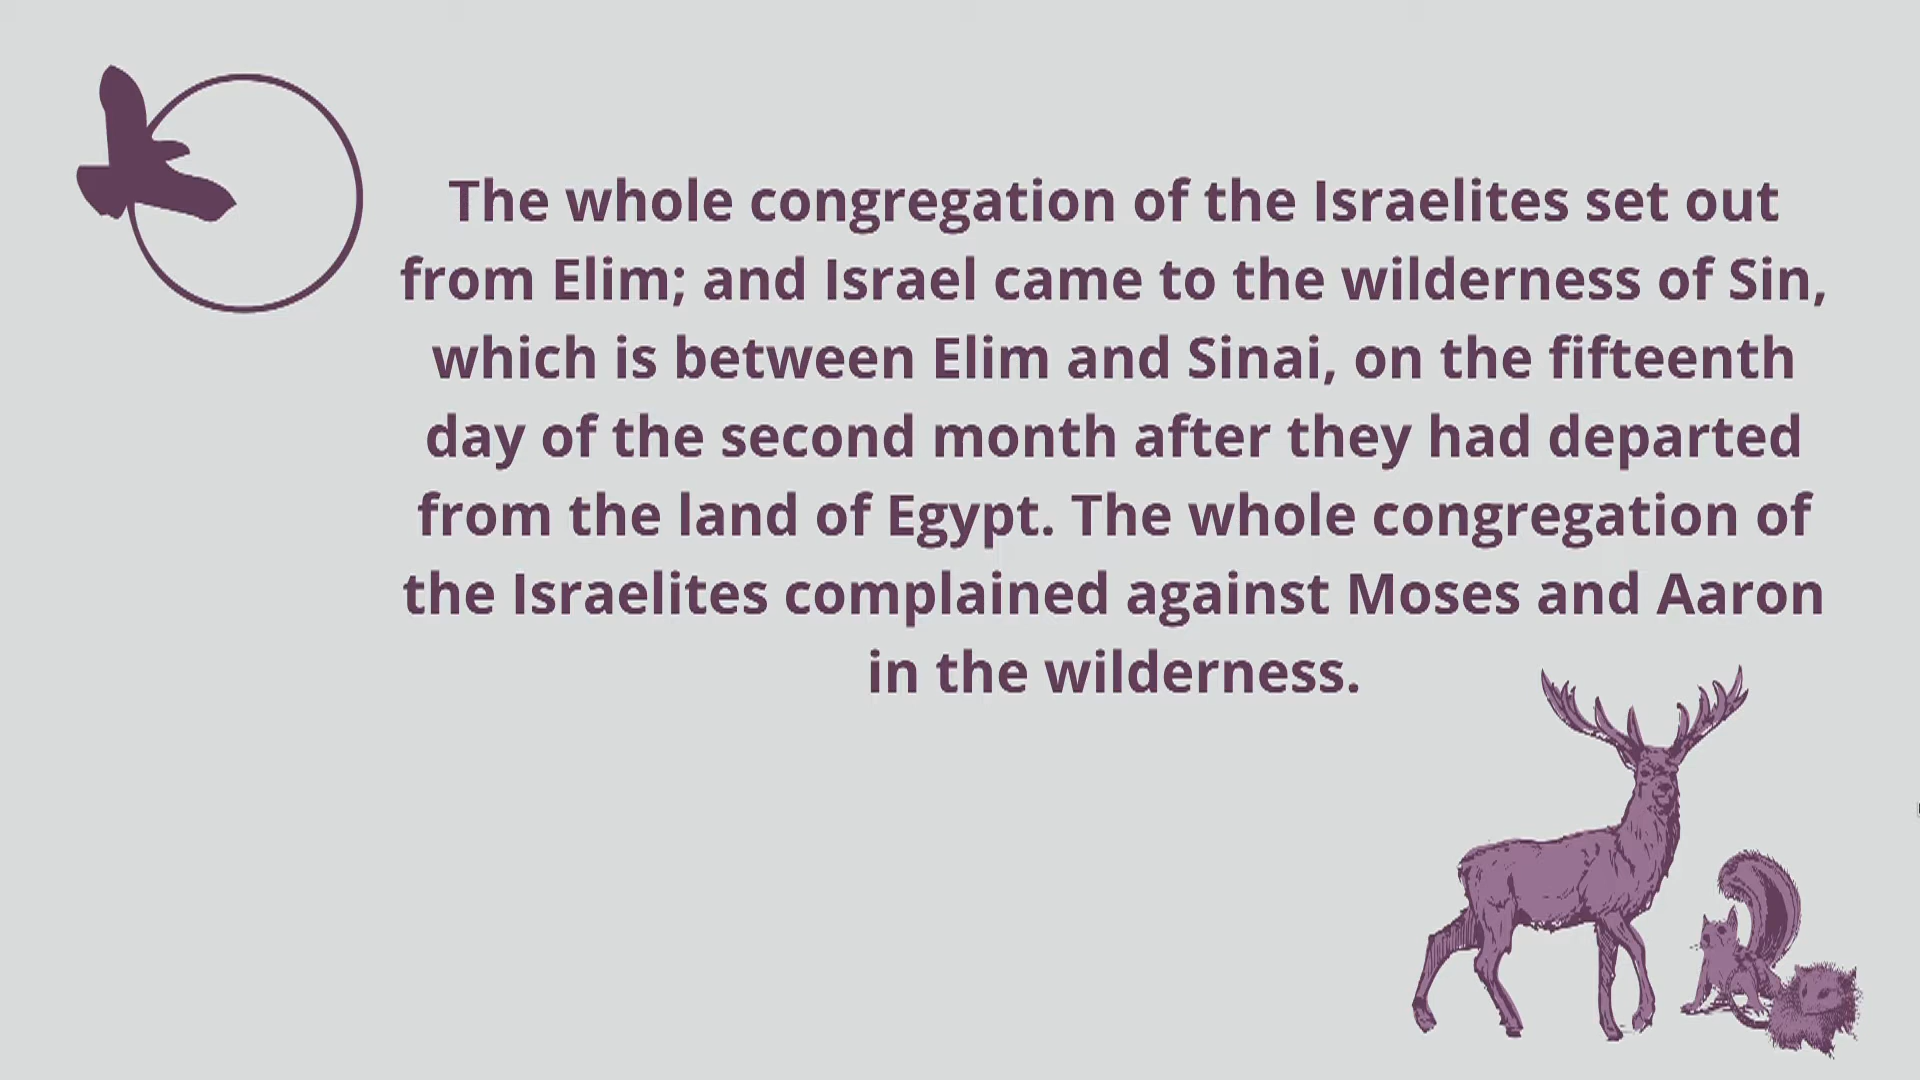 The whole congregation of the Israelites set out
from Elim; and Israel came to the wilderness of Sin,
which is between Elim and Sinai, on the fifteenth
day of the second month after they had departed
from the land of Egypt. The whole congregation of
the Israelites complained against Moses and Aaron
in the wilderness.